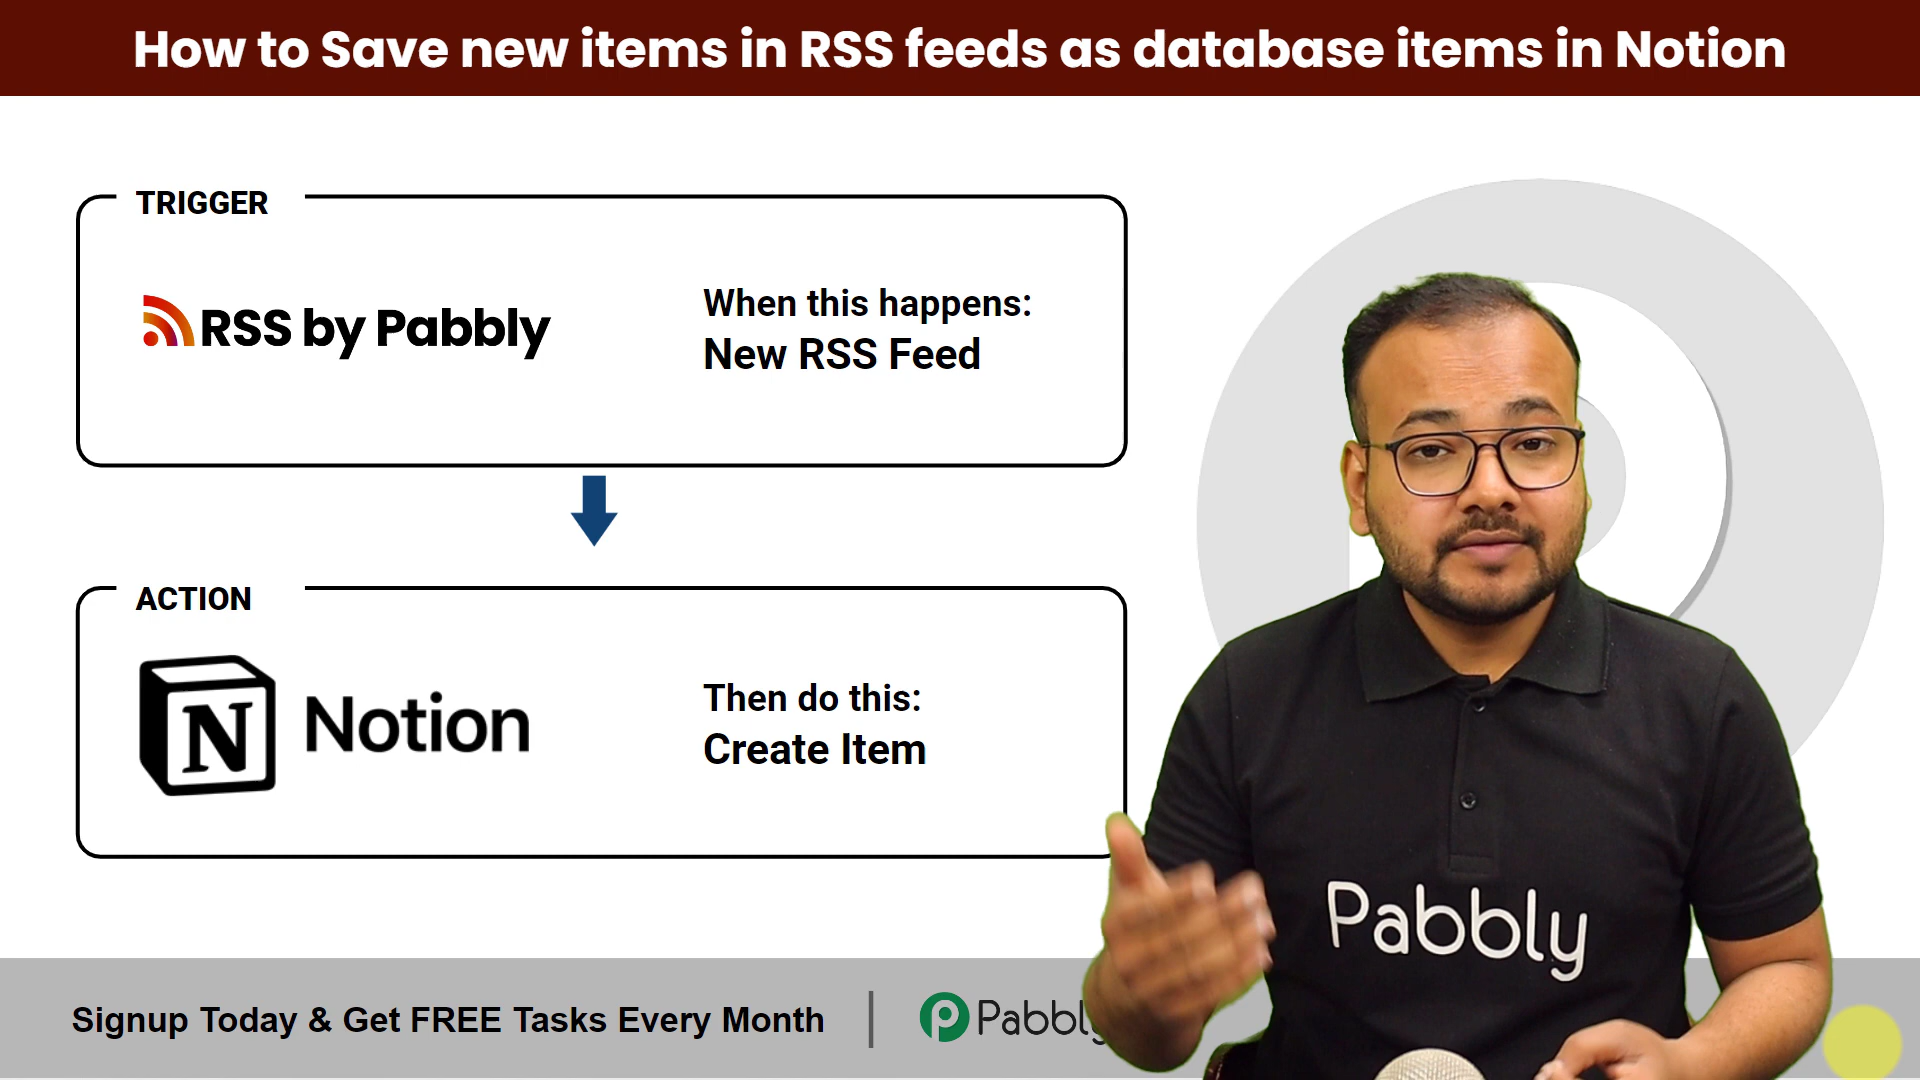 How to Save new items in RSS feeds as database items in Notion
TRIGGER
RSS by Pabbly
When this happens:
New RSS Feed
ACTION
N Notion
Then do this:
Create Item
Pabbly
Signup Today & Get FREE Tasks Every Month
Pabbly